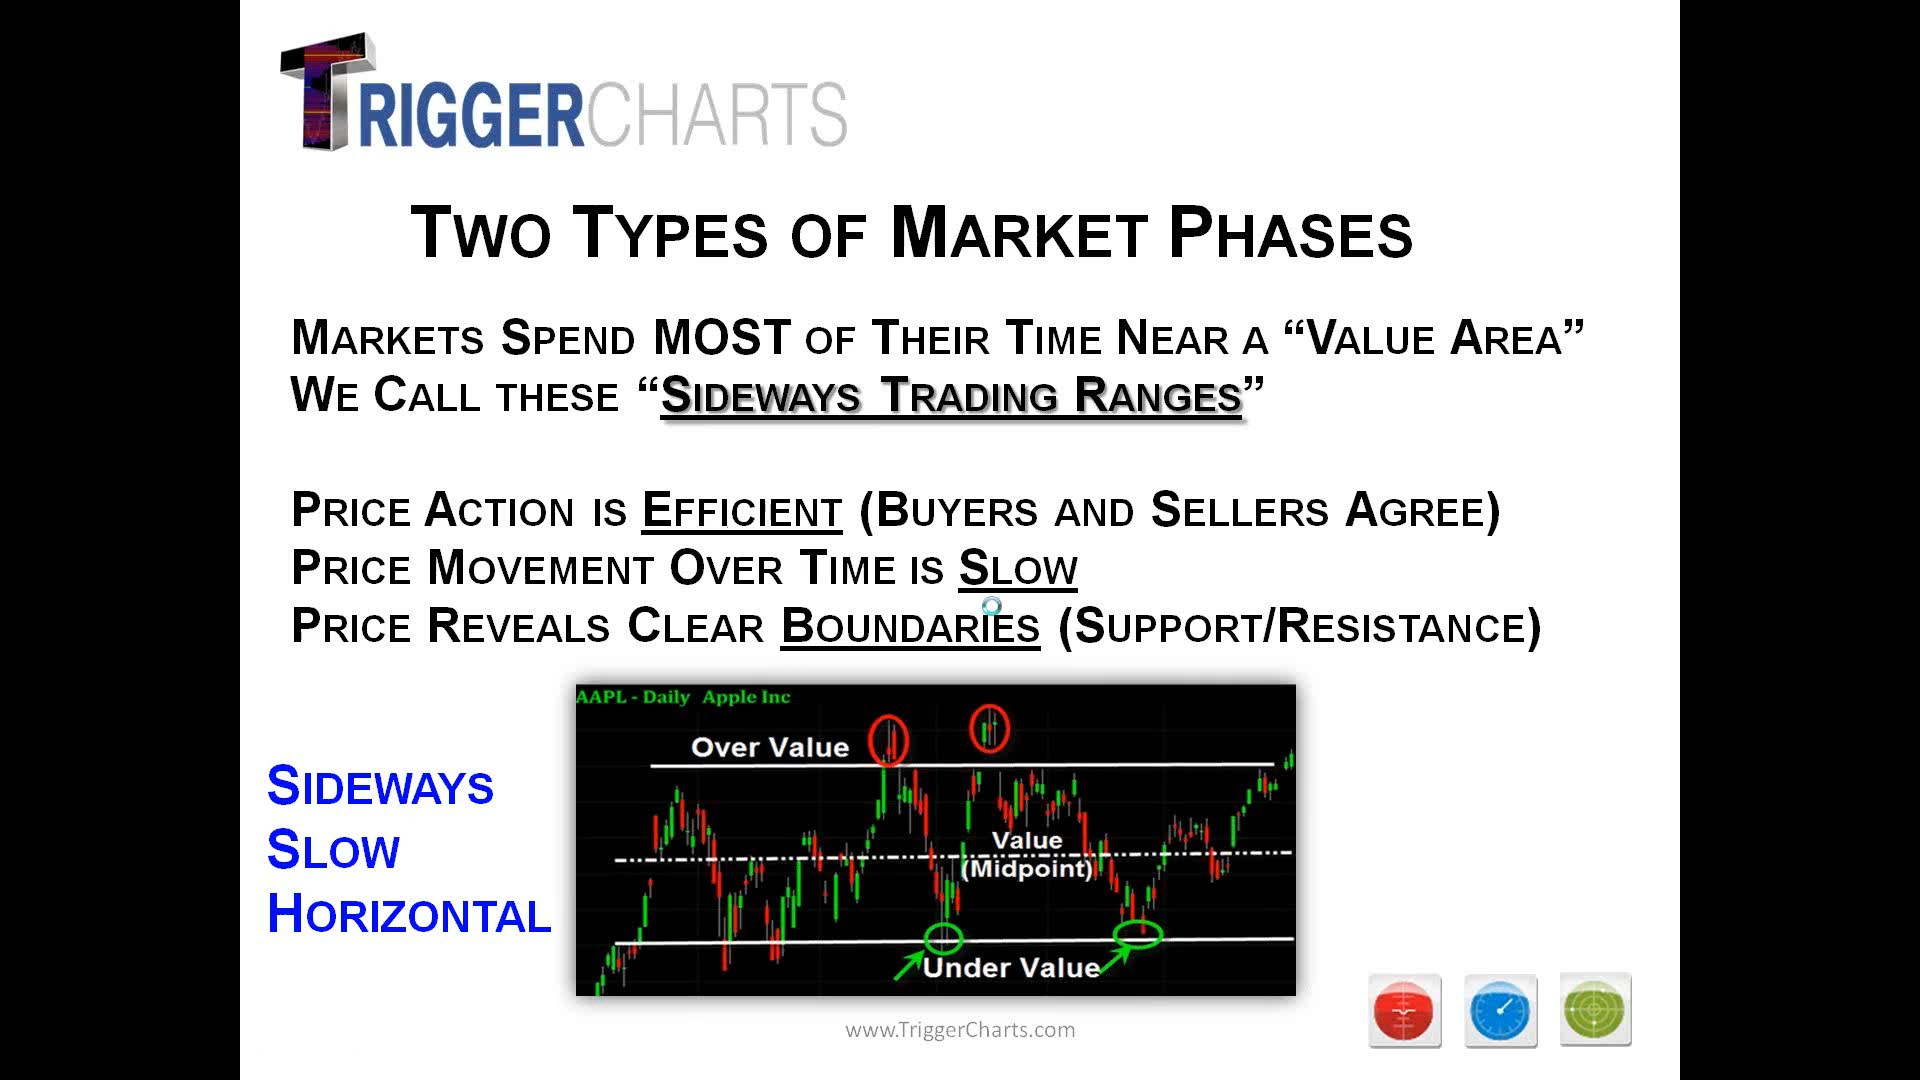 TRIGGERCHARTS
TWO TYPES OF MARKET PHASES
MARKETS SPEND MOST OF THEIR TIME NEAR A “VALUE AREA”
WE CALL THESE “SIDEWAYS TRADING RANGES”
PRICE ACTION IS EFFICIENT (BUYERS AND SELLERS AGREE)
PRICE MOVEMENT OVER TIME IS SLOW
PRICE REVEALS CLEAR BOUNDARIES (SUPPORT/RESISTANCE)
SIDEWAYS
SLOW
HORIZONTAL
AAPL - Daily Apple Inc
Over Value
Value
(Midpoint)
Under Value
www.TriggerCharts.com